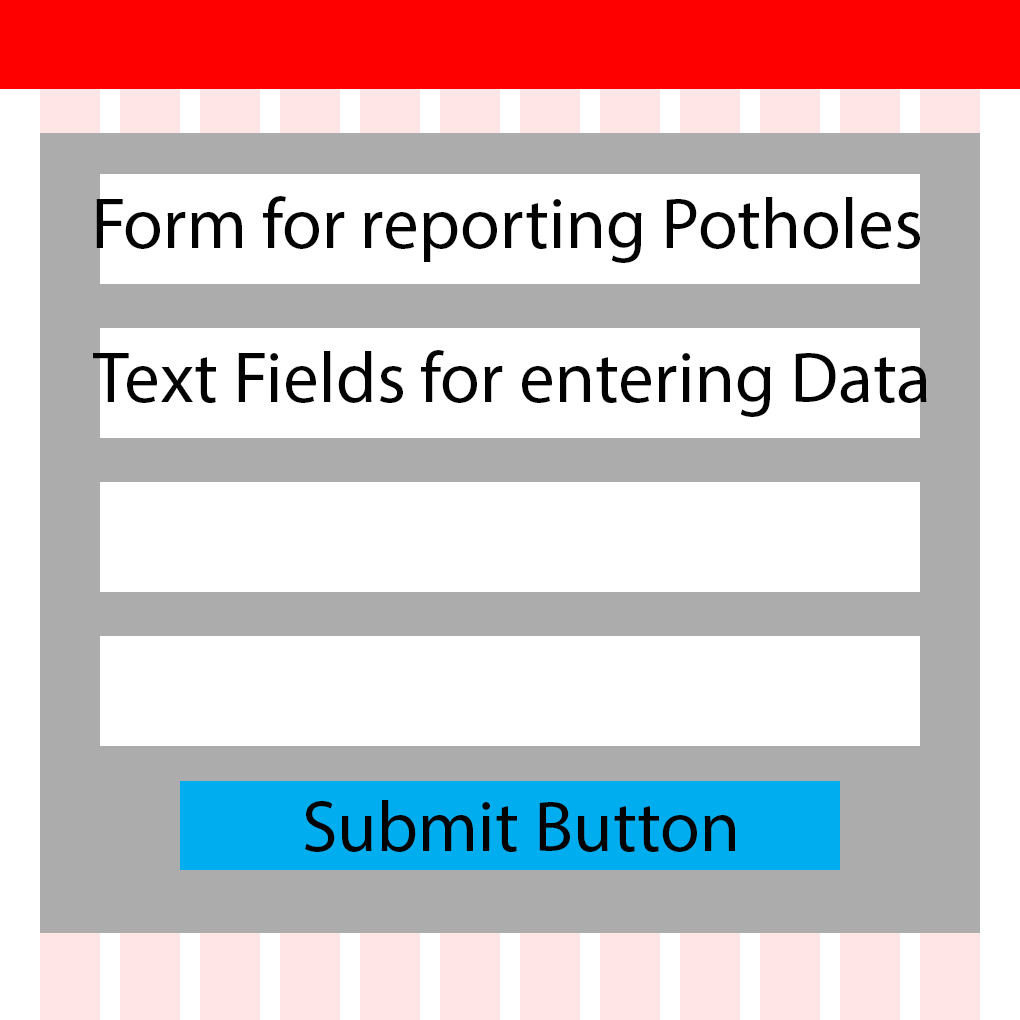 Form for reporting Potholes
Text Fields for entering Data
Submit Button